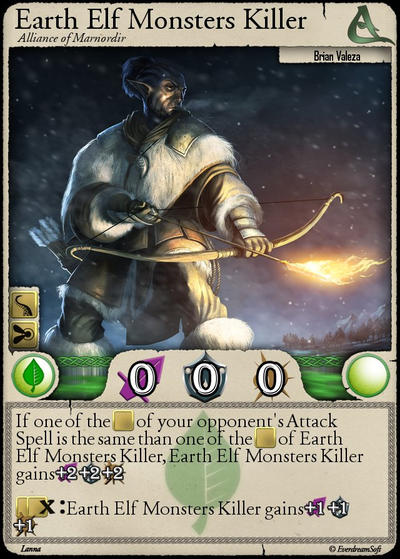 Earth Elf Monsters Killer
Alliance of Marnordir
Brian Valeza
0 0 0
If one of the of your opponent's Attack
Spell is the same than one of the of Earth
Elf Monsters Killer, Earth Elf Monsters Killer
gains +2 +2 +2
x : Earth Elf Monsters Killer gains +1 +1
+1
Lanna
© EverdreamSoft